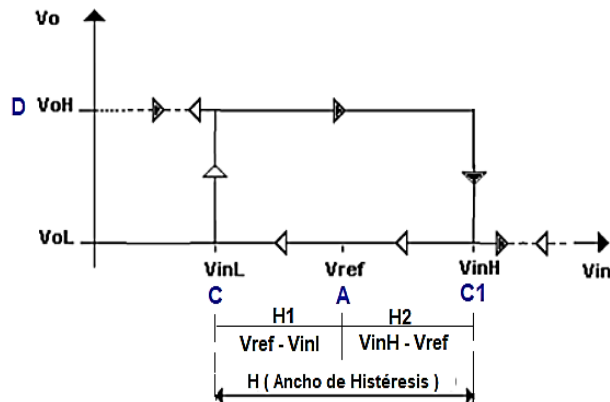 Vo
D VoH
VoL
VinL Vref VinH Vin
C A C1
H1 H2
Vref - Vinl VinH - Vref
H ( Ancho de Histéresis )